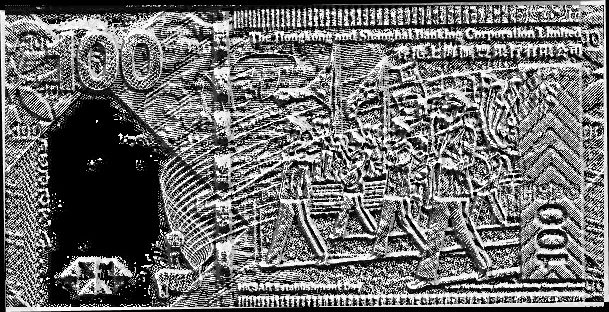 100
The Hongkong and Shanghai Banking Corporation Limited
香港上海滙豐銀行有限公司
100
HKSAR Establishment Day